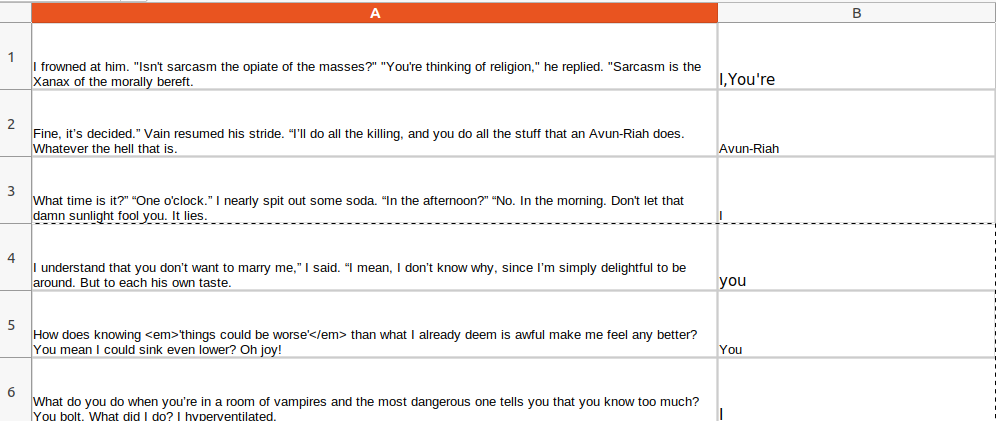 A B
1
I frowned at him. "Isn't sarcasm the opiate of the masses?" "You're thinking of religion," he replied. "Sarcasm is the
Xanax of the morally bereft.
I,You're
2
Fine, it’s decided.” Vain resumed his stride. “I’ll do all the killing, and you do all the stuff that an Avun-Riah does.
Whatever the hell that is.
Avun-Riah
3
What time is it?” “One o'clock.” I nearly spit out some soda. “In the afternoon?” “No. In the morning. Don't let that
damn sunlight fool you. It lies.
I
4
I understand that you don’t want to marry me,” I said. “I mean, I don’t know why, since I’m simply delightful to be
around. But to each his own taste.
you
5
How does knowing <em>'things could be worse'</em> than what I already deem is awful make me feel any better?
You mean I could sink even lower? Oh joy!
You
6
What do you do when you’re in a room of vampires and the most dangerous one tells you that you know too much?
You bolt. What did I do? I hyperventilated.
I